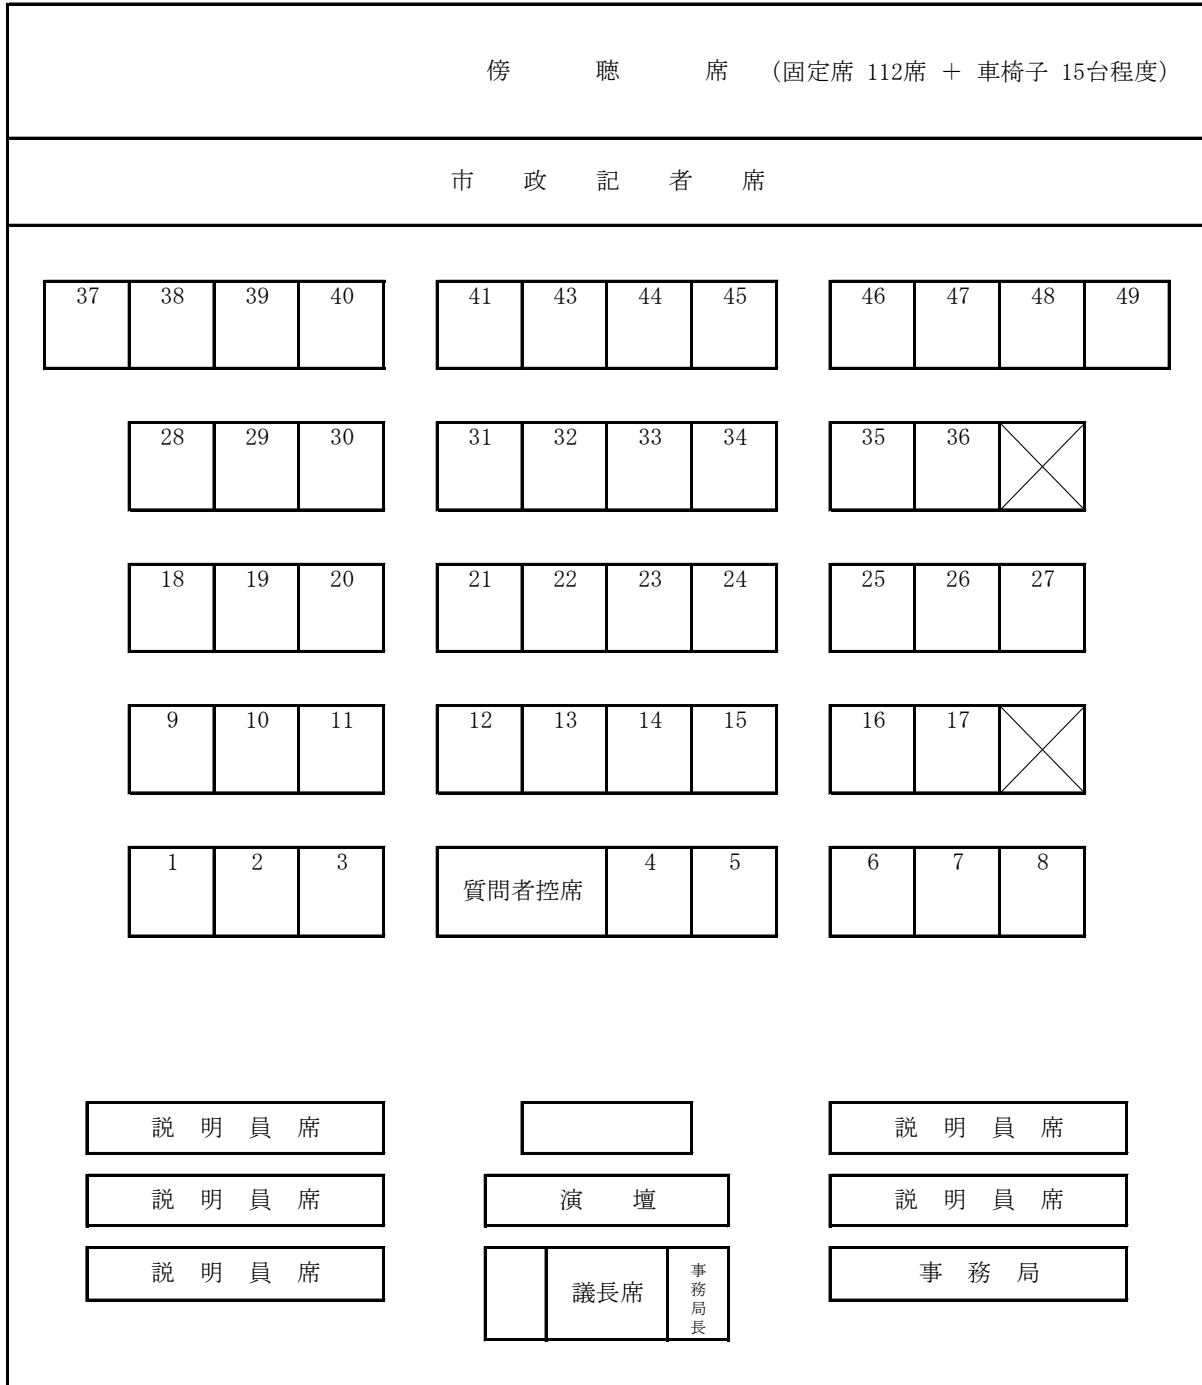 傍 聴 席 (固定席 112席 + 車椅子 15台程度)
市 政 記 者 席
37 38 39 40 41 43 44 45 46 47 48 49
28 29 30 31 32 33 34 35 36
18 19 20 21 22 23 24 25 26 27
9 10 11 12 13 14 15 16 17
1 2 3 質問者控席 4 5 6 7 8
説 明 員 席 説 明 員 席
説 明 員 席 演 壇 説 明 員 席
説 明 員 席 議長席 事務局長 事 務 局